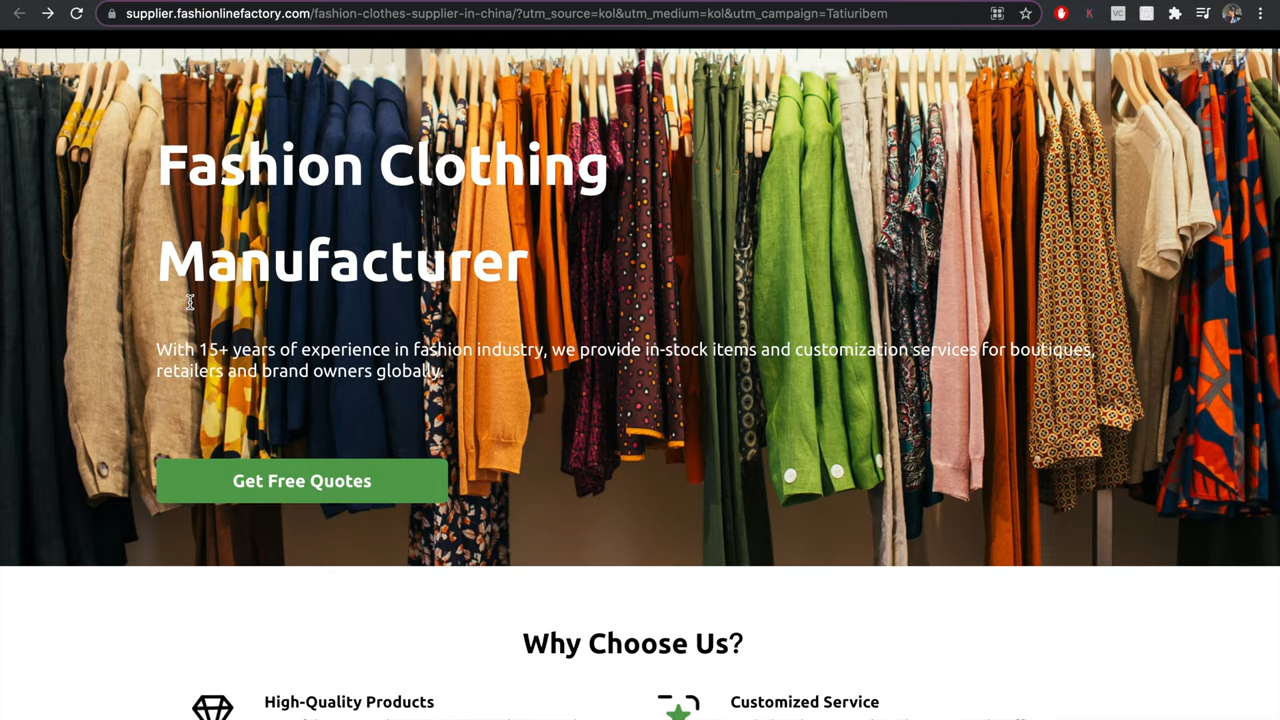 supplier.fashionlinefactory.com/fashion-clothes-supplier-in-china/?utm_source=kol&utm_medium=kol&utm_campaign=Tatiuribem
Fashion Clothing
Manufacturer
With 15+ years of experience in fashion industry, we provide in-stock items and customization services for boutiques,
retailers and brand owners globally.
Get Free Quotes
Why Choose Us?
High-Quality Products
Customized Service